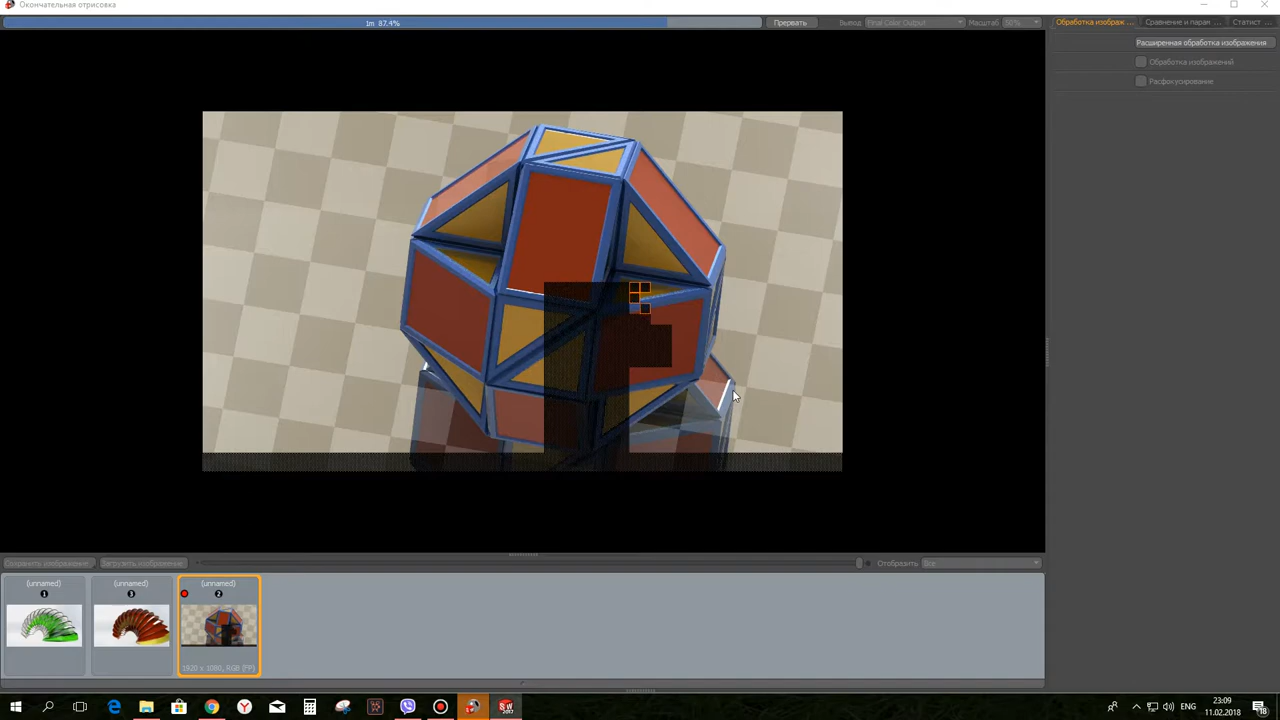 Окончательная отрисовка
1m 87.4%
Прервать
Вывод
Final Color Output
Масштаб
50%
Обработка изображ...
Сравнение и парам ...
Статист ...
Расширенная обработка изображения
Обработка изображений
Расфокусирование
Сохранить изображение
Загрузить изображение
Отобразить
Все
(unnamed)
(unnamed)
(unnamed)
1
3
2
1920 x 1080, RGB (FP)
ENG
23:09
11.02.2018
18